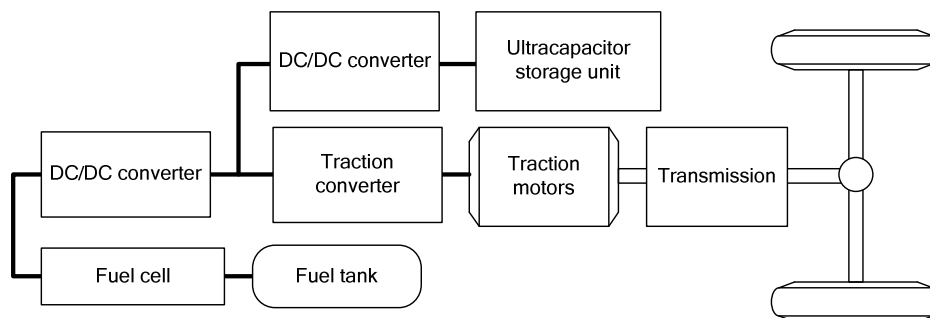 DC/DC converter
Ultracapacitor
storage unit
DC/DC converter
Traction
converter
Traction
motors
Transmission
Fuel cell
Fuel tank